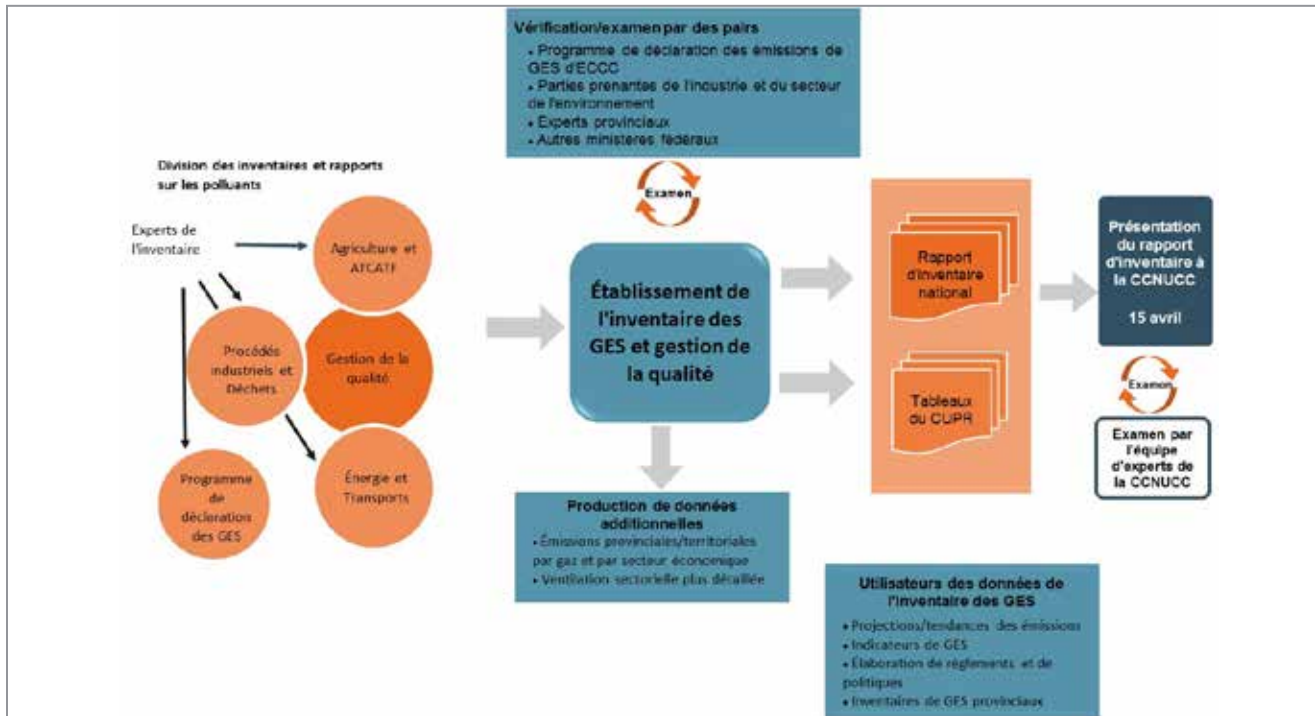 Vérification/examen par des pairs
• Programme de déclaration des émissions de
GES d'ECCC
• Parties prenantes de l'industrie et du secteur
de l'environnement
• Experts provinciaux
• Autres ministères fédéraux
Examen
Division des inventaires et rapports
sur les polluants
Experts de
l'inventaire
Agriculture et
ATCATF
Procédés
industriels et
Déchets
Gestion de la
qualité
Programme
de
déclaration
des GES
Énergie et
Transports
Établissement de
l'inventaire des
GES et gestion de
la qualité
Production de données
additionnelles
• Émissions provinciales/territoriales
par gaz et par secteur économique
• Ventilation sectorielle plus détaillée
Rapport
d'inventaire
national
Tableaux
du CUPR
Présentation
du rapport
d'inventaire à
la CCNUCC
15 avril
Examen
Examen par
l'équipe
d'experts de
la CCNUCC
Utilisateurs des données de
l'inventaire des GES
• Projections/tendances des émissions
• Indicateurs de GES
• Élaboration de règlements et de
politiques
• Inventaires de GES provinciaux